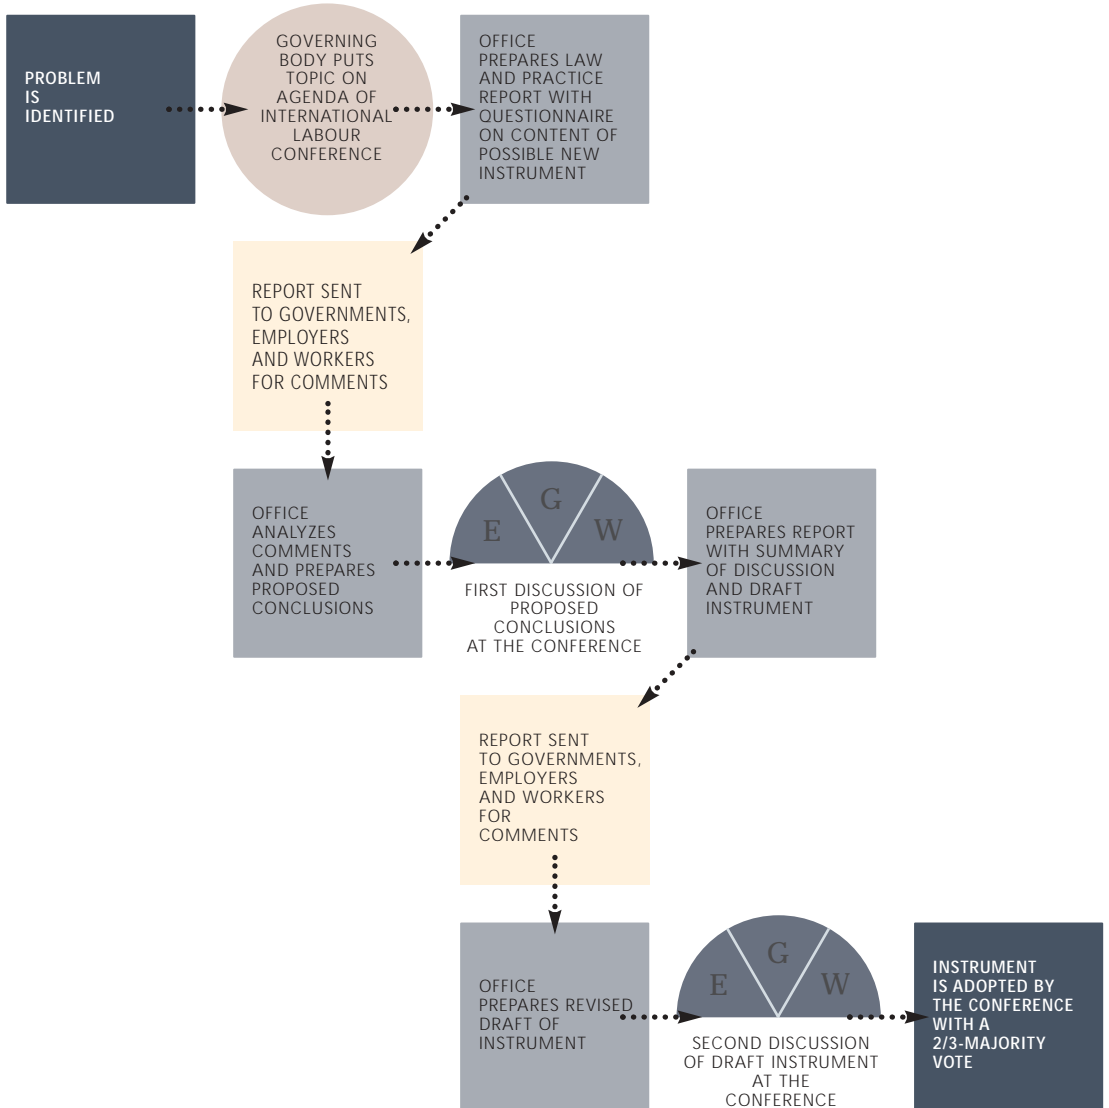 PROBLEM
IS
IDENTIFIED
GOVERNING
BODY PUTS
TOPIC ON
AGENDA OF
INTERNATIONAL
LABOUR
CONFERENCE
OFFICE
PREPARES LAW
AND PRACTICE
REPORT WITH
QUESTIONNAIRE
ON CONTENT OF
POSSIBLE NEW
INSTRUMENT
REPORT SENT
TO GOVERNMENTS,
EMPLOYERS
AND WORKERS
FOR COMMENTS
OFFICE
ANALYZES
COMMENTS
AND PREPARES
PROPOSED
CONCLUSIONS
E G W
FIRST DISCUSSION OF
PROPOSED
CONCLUSIONS
AT THE CONFERENCE
OFFICE
PREPARES REPORT
WITH SUMMARY
OF DISCUSSION
AND DRAFT
INSTRUMENT
REPORT SENT
TO GOVERNMENTS,
EMPLOYERS
AND WORKERS
FOR
COMMENTS
OFFICE
PREPARES REVISED
DRAFT OF
INSTRUMENT
E G W
SECOND DISCUSSION
OF DRAFT INSTRUMENT
AT THE
CONFERENCE
INSTRUMENT
IS ADOPTED BY
THE CONFERENCE
WITH A
2/3-MAJORITY
VOTE